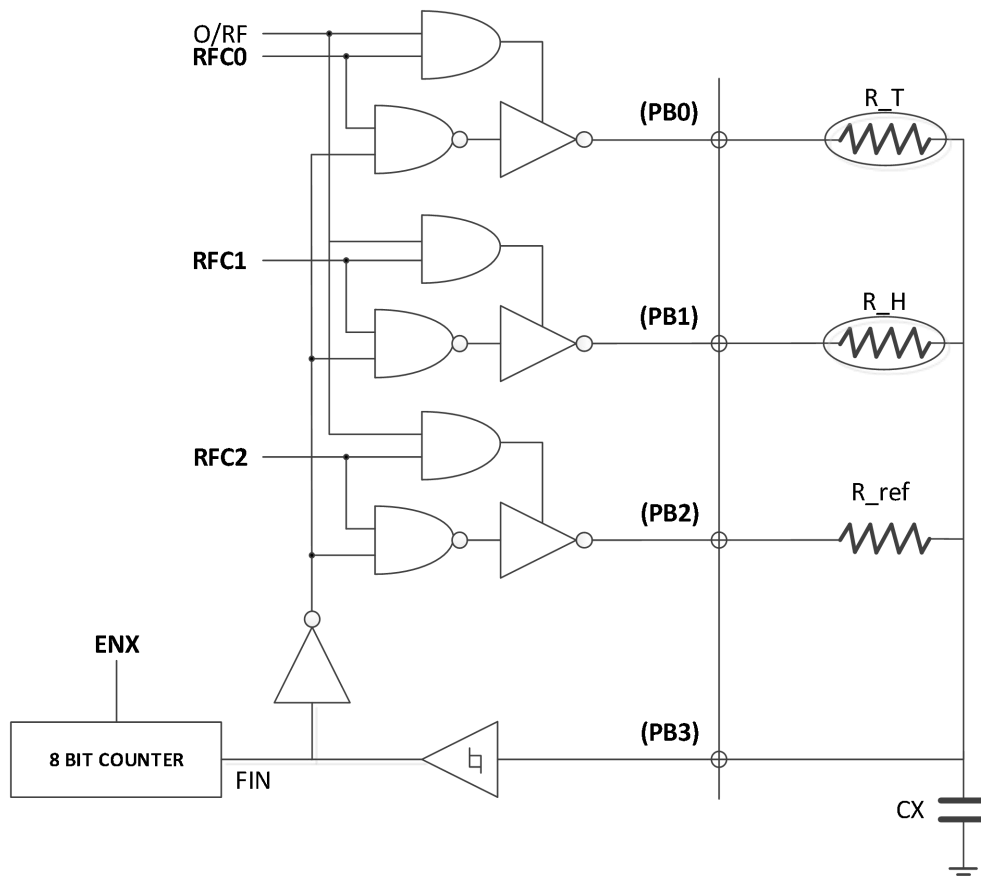 O/RF
RFC0
(PB0)
R_T
RFC1
(PB1)
R_H
RFC2
(PB2)
R_ref
ENX
8 BIT COUNTER
FIN
(PB3)
CX